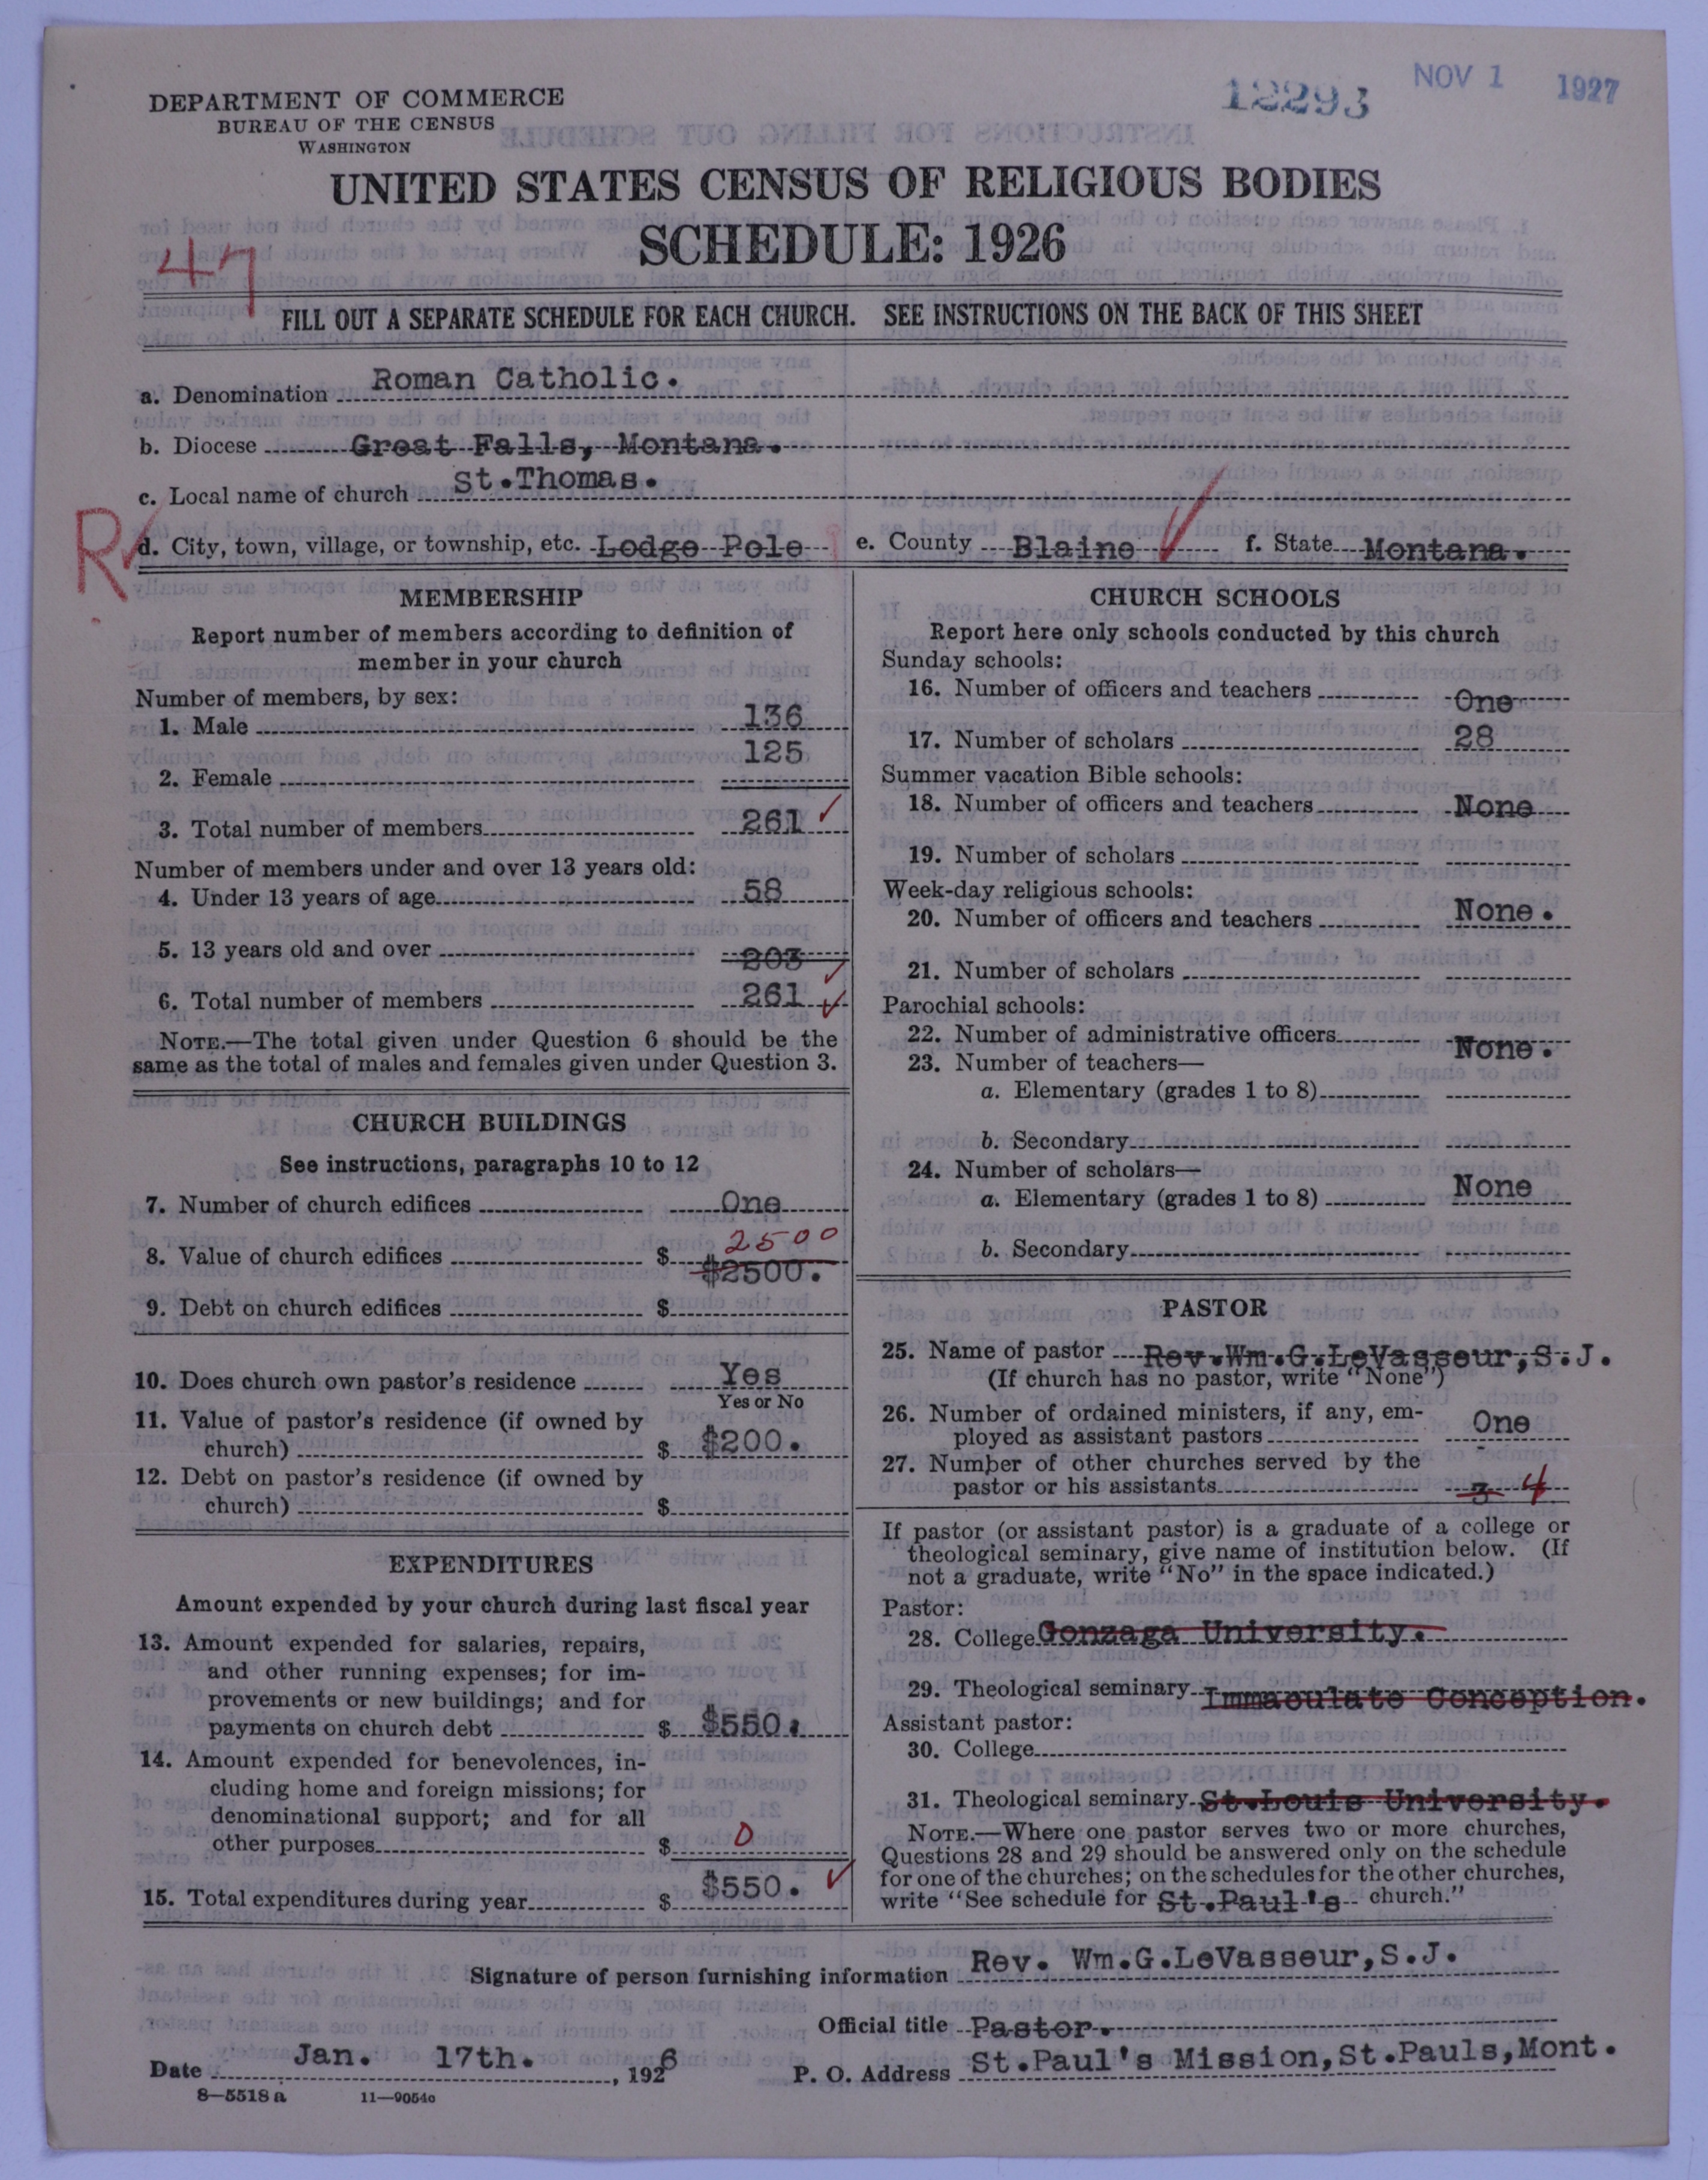 DEPARTMENT OF COMMERCE
BUREAU OF THE CENSUS
WASHINGTON
12293
NOV 1 1927
UNITED STATES CENSUS OF RELIGIOUS BODIES
SCHEDULE: 1926
47
FILL OUT A SEPARATE SCHEDULE FOR EACH CHURCH. SEE INSTRUCTIONS ON THE BACK OF THIS SHEET
a. Denomination Roman Catholic.
b. Diocese Great Falls, Montana.
c. Local name of church St.Thomas.
R
d. City, town, village, or township, etc. Lodge Pole e. County Blaine f. State Montana.
MEMBERSHIP
Report number of members according to definition of
member in your church
Number of members, by sex:
1. Male 136
2. Female 125
3. Total number of members 261
Number of members under and over 13 years old:
4. Under 13 years of age 58
5. 13 years old and over 203
6. Total number of members 261
NOTE.—The total given under Question 6 should be the
same as the total of males and females given under Question 3.
CHURCH BUILDINGS
See instructions, paragraphs 10 to 12
7. Number of church edifices One
2500
8. Value of church edifices $ $2500.
9. Debt on church edifices $
10. Does church own pastor's residence Yes
Yes or No
11. Value of pastor's residence (if owned by
church) $ $200.
12. Debt on pastor's residence (if owned by
church) $
EXPENDITURES
Amount expended by your church during last fiscal year
13. Amount expended for salaries, repairs,
and other running expenses; for im-
provements or new buildings; and for
payments on church debt $ $550.
14. Amount expended for benevolences, in-
cluding home and foreign missions; for
denominational support; and for all
other purposes $ 0
15. Total expenditures during year $ $550.
CHURCH SCHOOLS
Report here only schools conducted by this church
Sunday schools:
16. Number of officers and teachers One
17. Number of scholars 28
Summer vacation Bible schools:
18. Number of officers and teachers None
19. Number of scholars
Week-day religious schools:
20. Number of officers and teachers None.
21. Number of scholars
Parochial schools:
22. Number of administrative officers None.
23. Number of teachers—
a. Elementary (grades 1 to 8)
b. Secondary
24. Number of scholars—
a. Elementary (grades 1 to 8) None
b. Secondary
PASTOR
25. Name of pastor Rev.Wm.G.LeVasseur,S.J.
(If church has no pastor, write "None")
26. Number of ordained ministers, if any, em-
ployed as assistant pastors One
27. Number of other churches served by the
pastor or his assistants 3 4
If pastor (or assistant pastor) is a graduate of a college or
theological seminary, give name of institution below. (If
not a graduate, write "No" in the space indicated.)
Pastor:
28. College Gonzaga University.
29. Theological seminary Immaculate Conception.
Assistant pastor:
30. College
31. Theological seminary St.Louis University.
NOTE.—Where one pastor serves two or more churches,
Questions 28 and 29 should be answered only on the schedule
for one of the churches; on the schedules for the other churches,
write "See schedule for St.Paul's church."
Signature of person furnishing information Rev. Wm.G.LeVasseur,S.J.
Official title Pastor.
Date Jan. 17th., 1926 P. O. Address St.Paul's Mission,St.Pauls,Mont.
8—5518 a 11—9054c